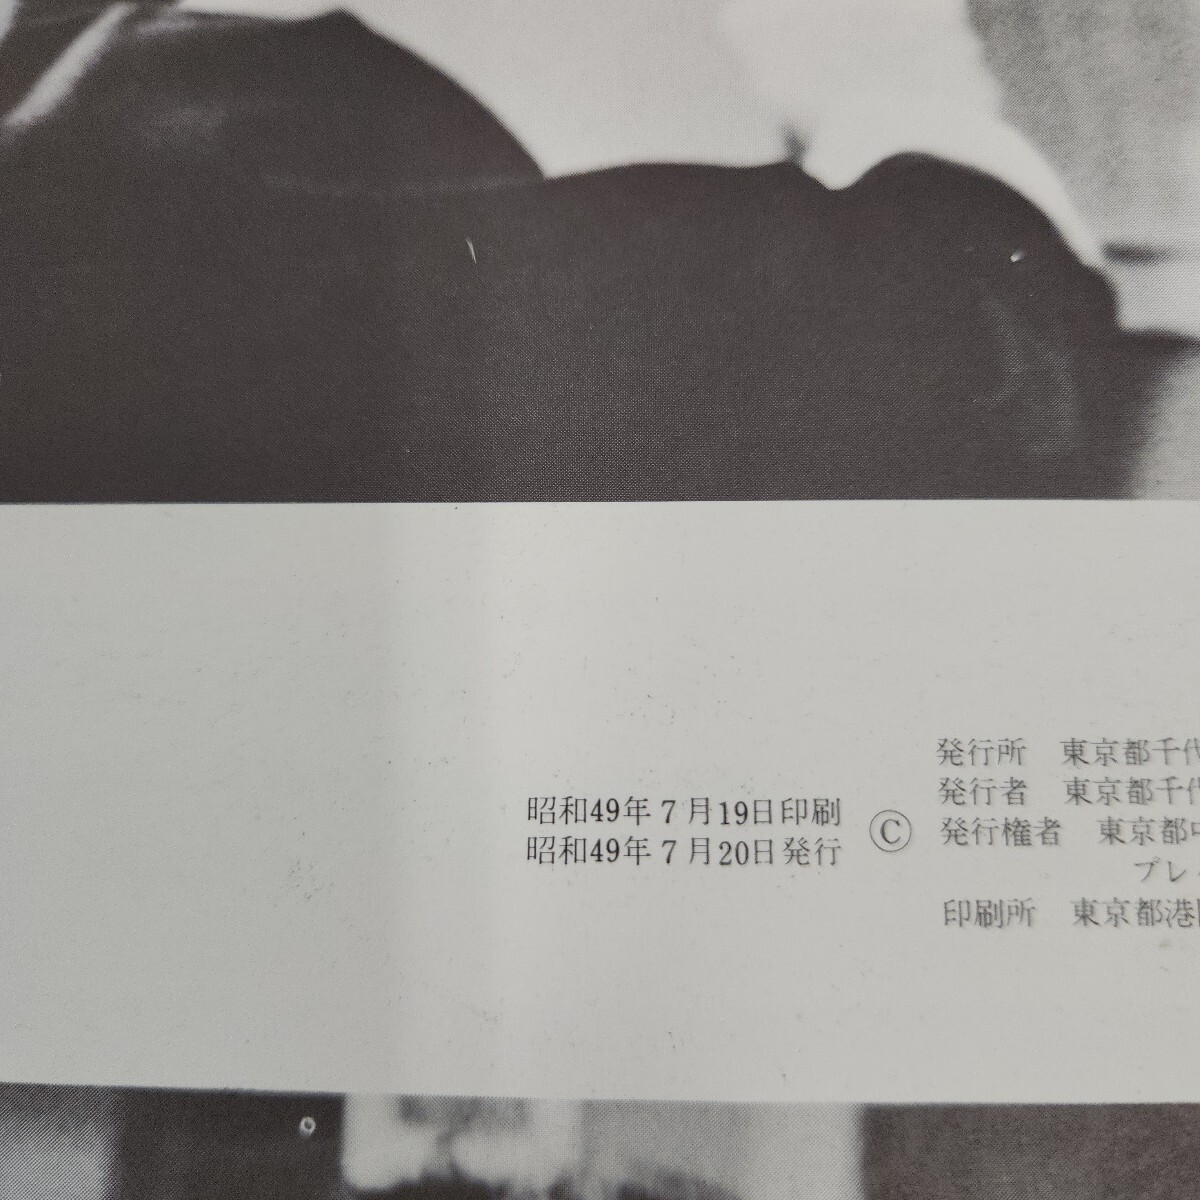 昭和49年7月19日印刷
昭和49年7月20日発行
©
発行所　東京都千代
発行者　東京都千代
発行権者　東京都中
プレ
印刷所　東京都港